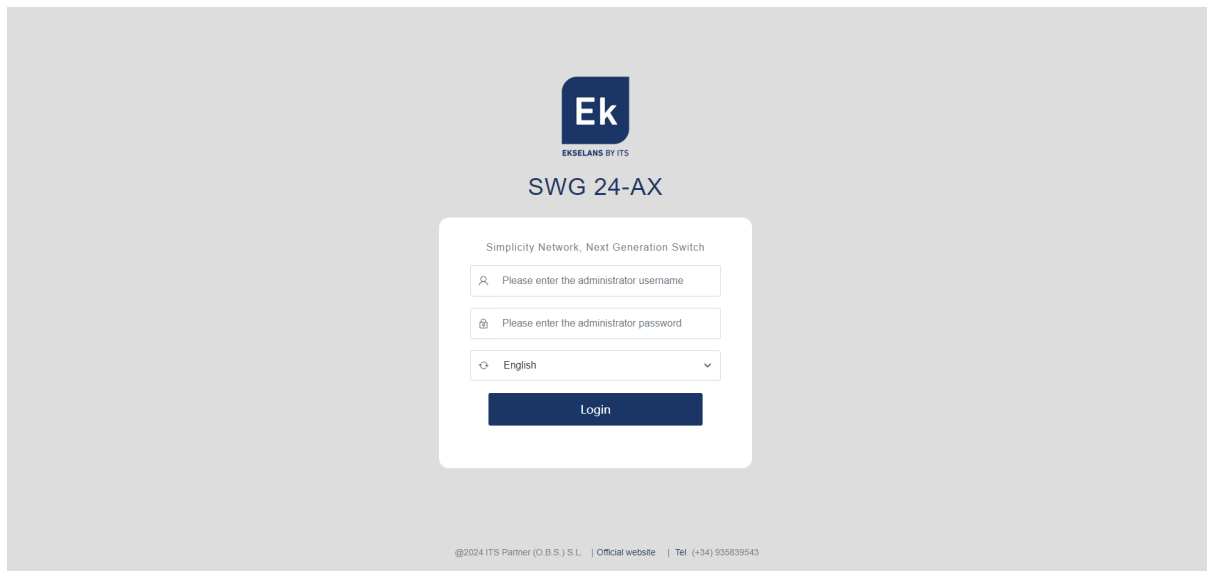 Ek
EKSELANS BY ITS
SWG 24-AX
Simplicity Network, Next Generation Switch
Please enter the administrator username
Please enter the administrator password
English
Login
@2024 ITS Partner (O.B.S.) S.L. | Official website | Tel (+34) 935839543